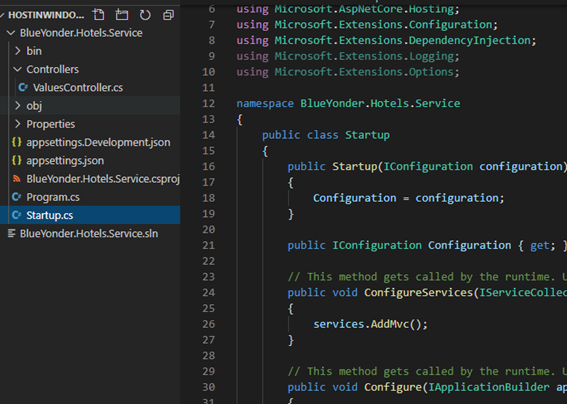 HOSTINWINDO...
BlueYonder.Hotels.Service
bin
Controllers
ValuesController.cs
obj
Properties
appsettings.Development.json
appsettings.json
BlueYonder.Hotels.Service.csproj
Program.cs
Startup.cs
BlueYonder.Hotels.Service.sln
6 using Microsoft.AspNetCore.Hosting;
7 using Microsoft.Extensions.Configuration;
8 using Microsoft.Extensions.DependencyInjection;
9 using Microsoft.Extensions.Logging;
10 using Microsoft.Extensions.Options;
11
12 namespace BlueYonder.Hotels.Service
13 {
14 public class Startup
15 {
16 public Startup(IConfiguration configuration)
17 {
18 Configuration = configuration;
19 }
20
21 public IConfiguration Configuration { get; }
22
23 // This method gets called by the runtime. U
24 public void ConfigureServices(IServiceCollec
25 {
26 services.AddMvc();
27 }
28
29 // This method gets called by the runtime. U
30 public void Configure(IApplicationBuilder ap
31 {